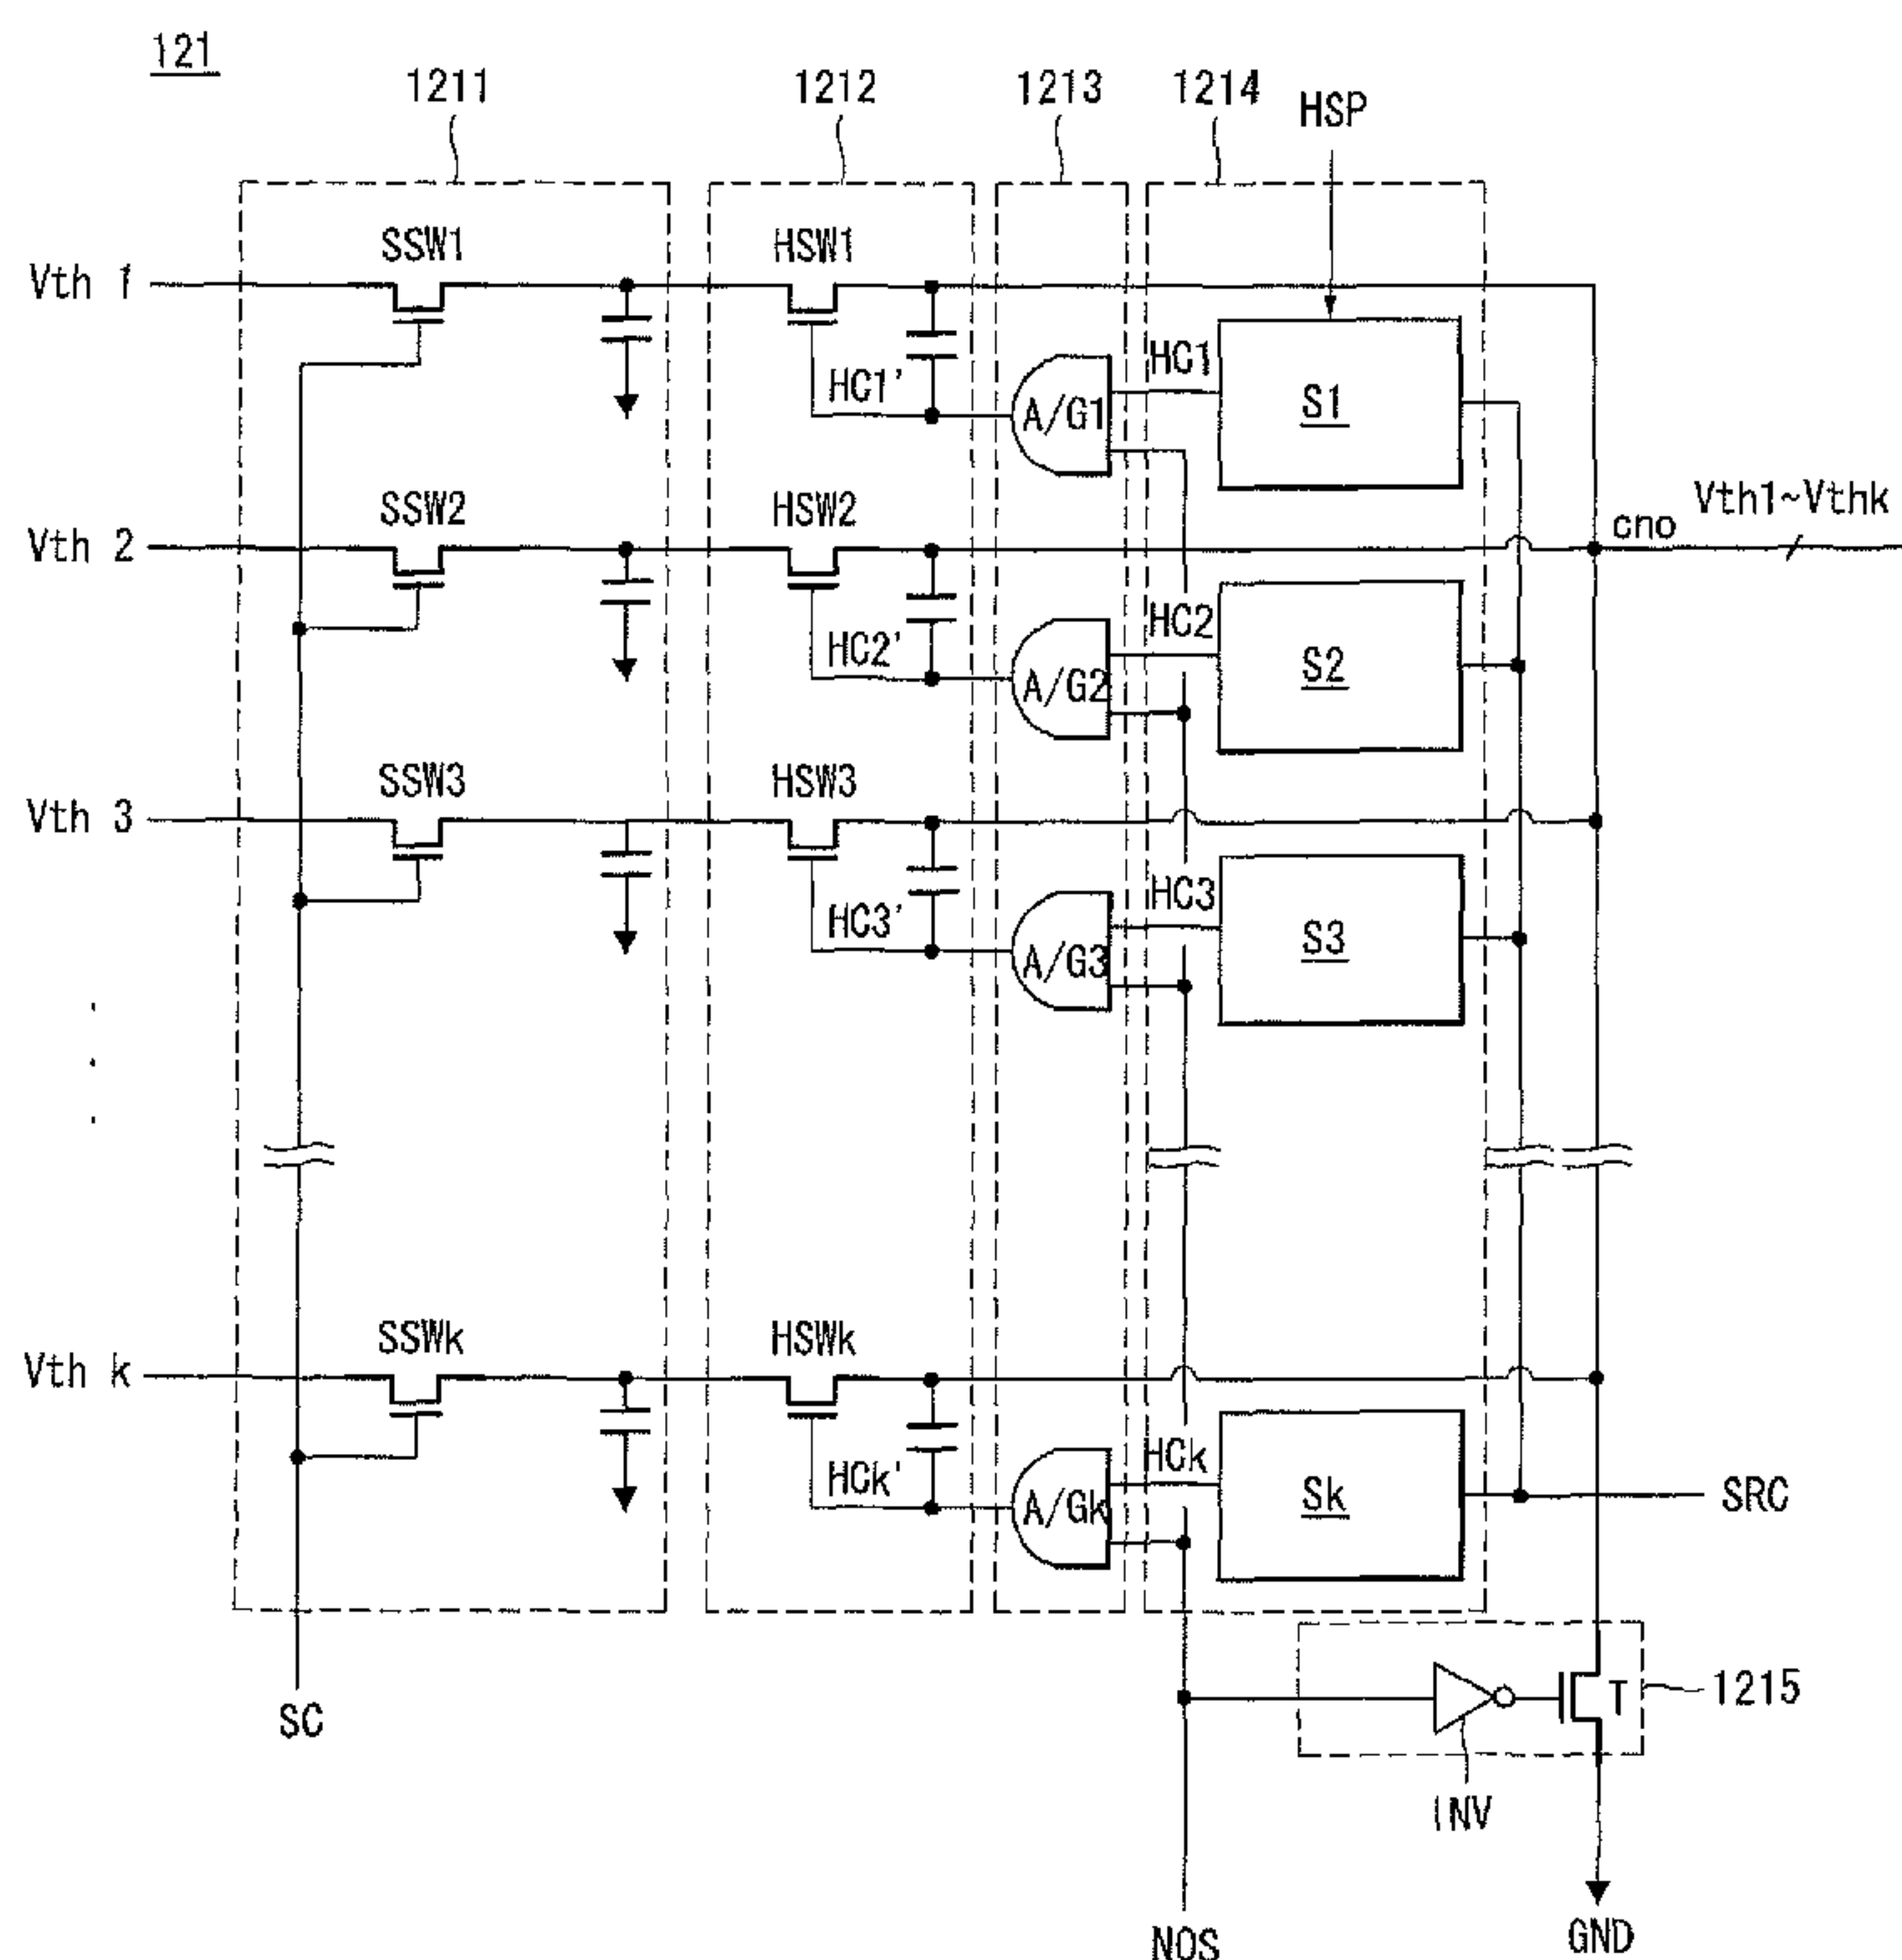 121
1211
1212
1213
1214
HSP
SSW1
HSW1
Vth 1
HC1
HC1'
A/G1
S1
SSW2
HSW2
Vth1~Vthk
cno
Vth 2
HC2
HC2'
A/G2
S2
SSW3
HSW3
Vth 3
HC3
HC3'
A/G3
S3
SSWk
HSWk
Vth k
HCk
HCk'
A/Gk
Sk
SRC
T
1215
SC
INV
NOS
GND